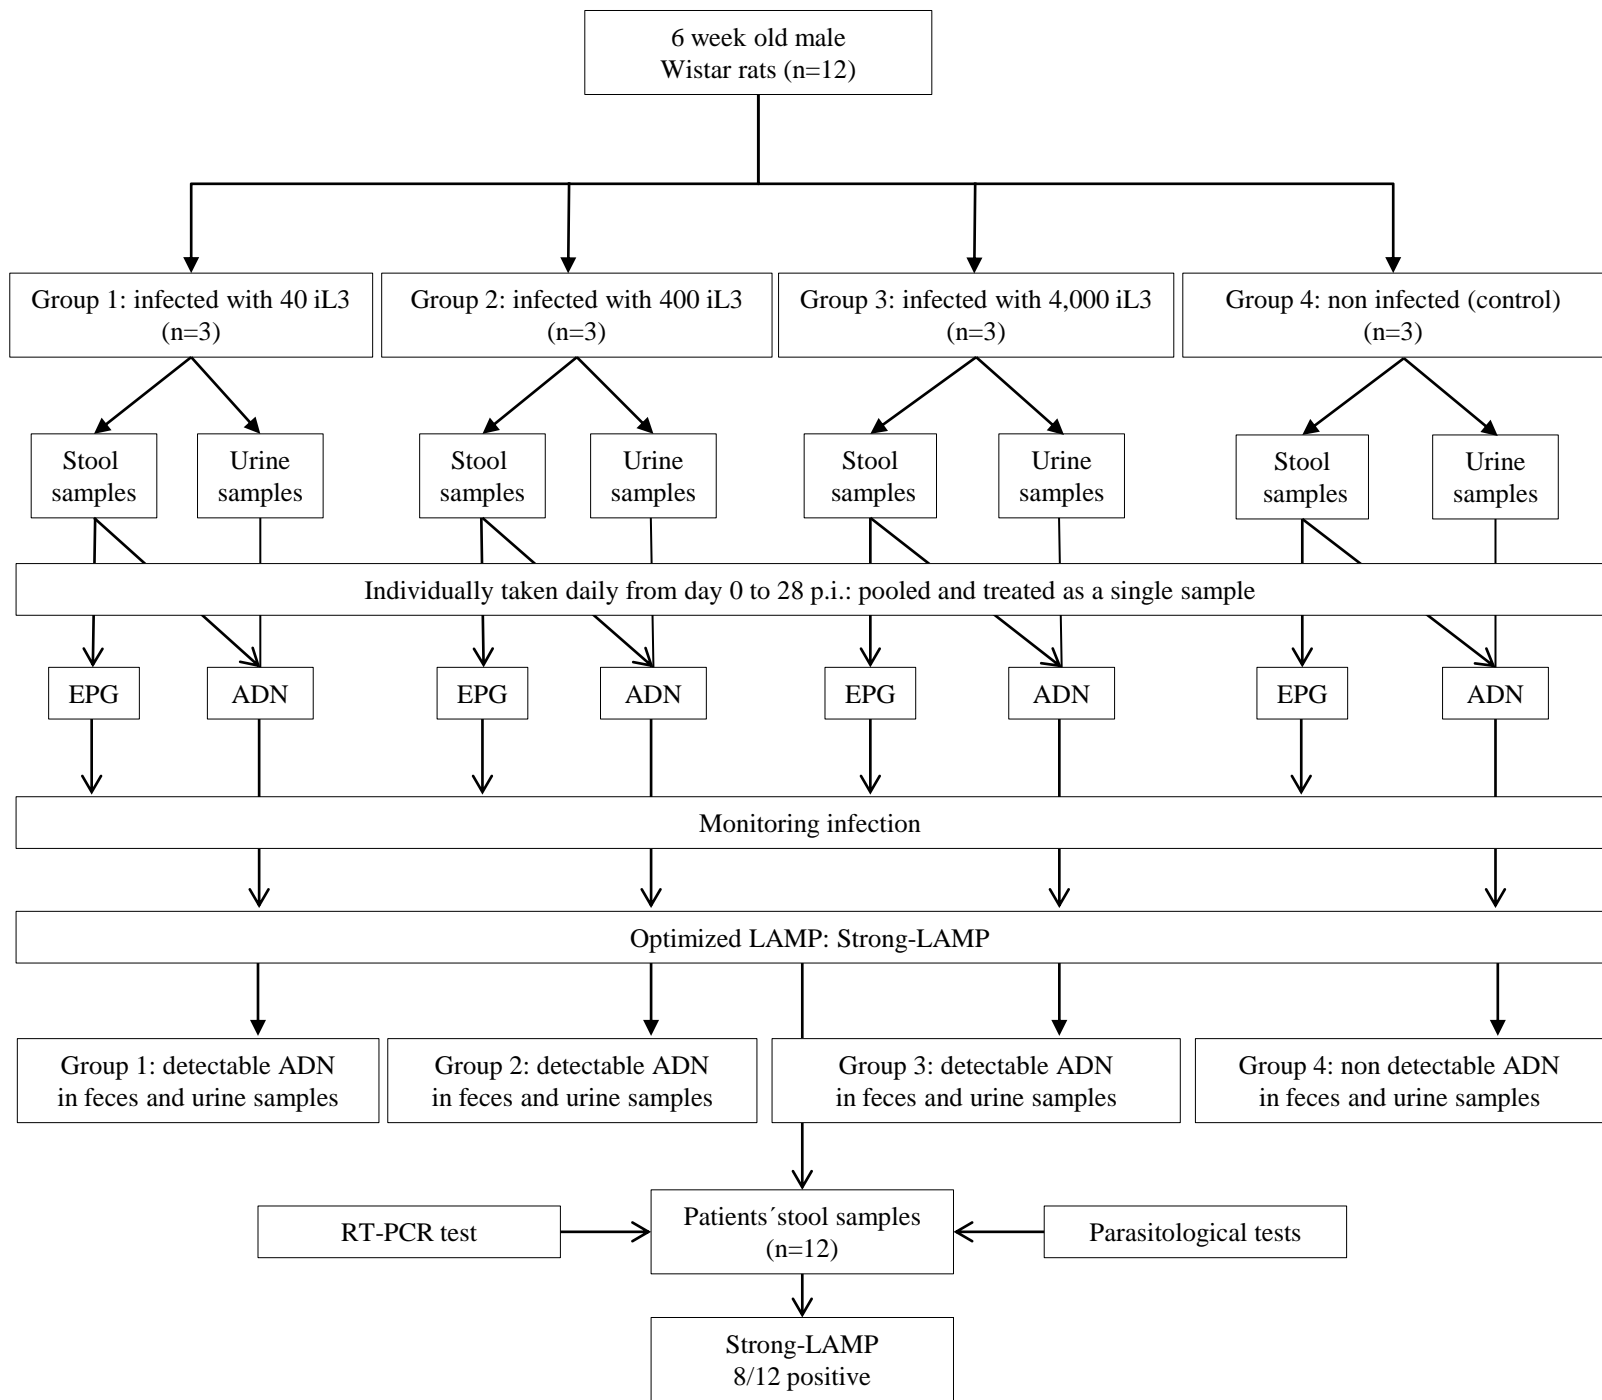 6 week old male
Wistar rats (n=12)
Group 1: infected with 40 iL3
(n=3)
Group 2: infected with 400 iL3
(n=3)
Group 3: infected with 4,000 iL3
(n=3)
Group 4: non infected (control)
(n=3)
Stool
samples
Urine
samples
Stool
samples
Urine
samples
Stool
samples
Urine
samples
Stool
samples
Urine
samples
Individually taken daily from day 0 to 28 p.i.: pooled and treated as a single sample
EPG
ADN
EPG
ADN
EPG
ADN
EPG
ADN
Monitoring infection
Optimized LAMP: Strong-LAMP
Group 1: detectable ADN
in feces and urine samples
Group 2: detectable ADN
in feces and urine samples
Group 3: detectable ADN
in feces and urine samples
Group 4: non detectable ADN
in feces and urine samples
RT-PCR test
Patients´stool samples
(n=12)
Parasitological tests
Strong-LAMP
8/12 positive